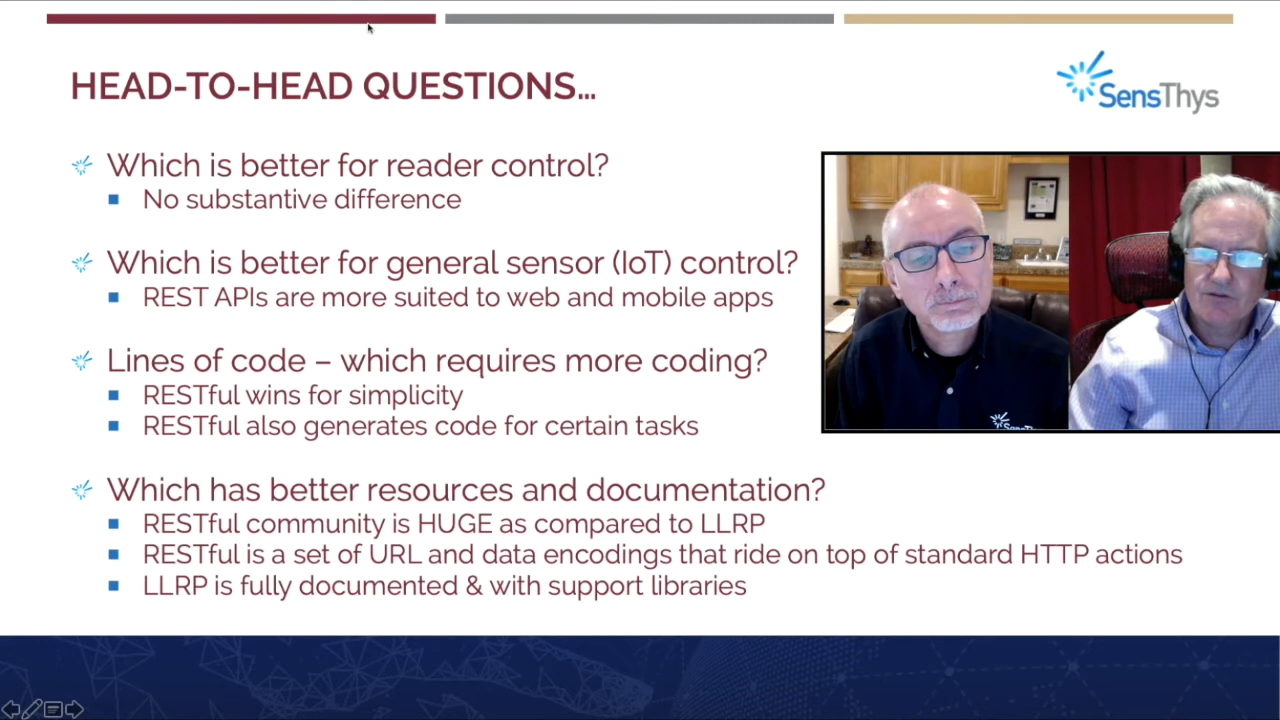 HEAD-TO-HEAD QUESTIONS...
SensThys
Which is better for reader control?
No substantive difference
Which is better for general sensor (IoT) control?
REST APIs are more suited to web and mobile apps
Lines of code – which requires more coding?
RESTful wins for simplicity
RESTful also generates code for certain tasks
SensThys
Which has better resources and documentation?
RESTful community is HUGE as compared to LLRP
RESTful is a set of URL and data encodings that ride on top of standard HTTP actions
LLRP is fully documented & with support libraries